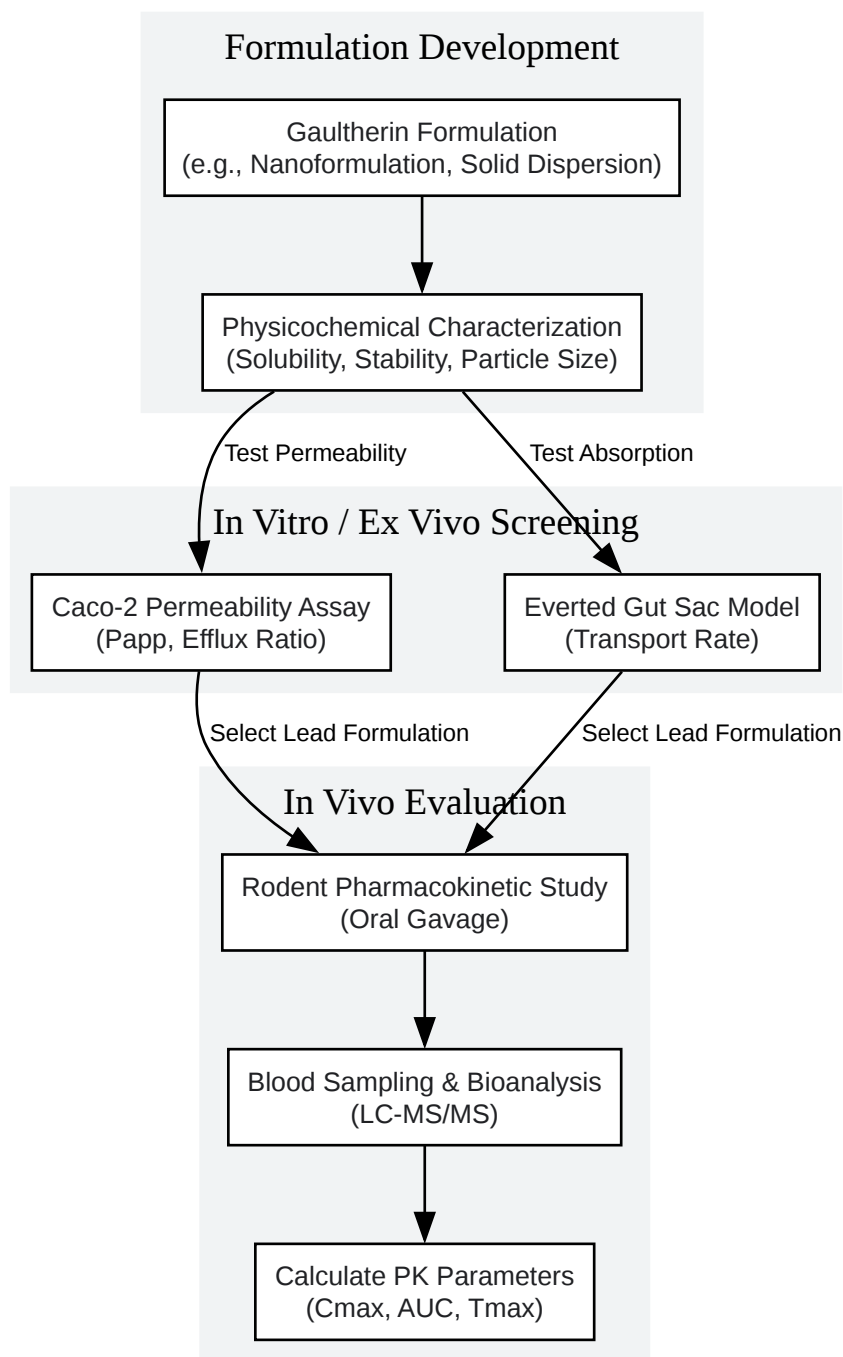 Formulation Development
Gaultherin Formulation
(e.g., Nanoformulation, Solid Dispersion)
Physicochemical Characterization
(Solubility, Stability, Particle Size)
Test Permeability
Test Absorption
In Vitro / Ex Vivo Screening
Caco-2 Permeability Assay
(Papp, Efflux Ratio)
Everted Gut Sac Model
(Transport Rate)
Select Lead Formulation
Select Lead Formulation
In Vivo Evaluation
Rodent Pharmacokinetic Study
(Oral Gavage)
Blood Sampling & Bioanalysis
(LC-MS/MS)
Calculate PK Parameters
(Cmax, AUC, Tmax)